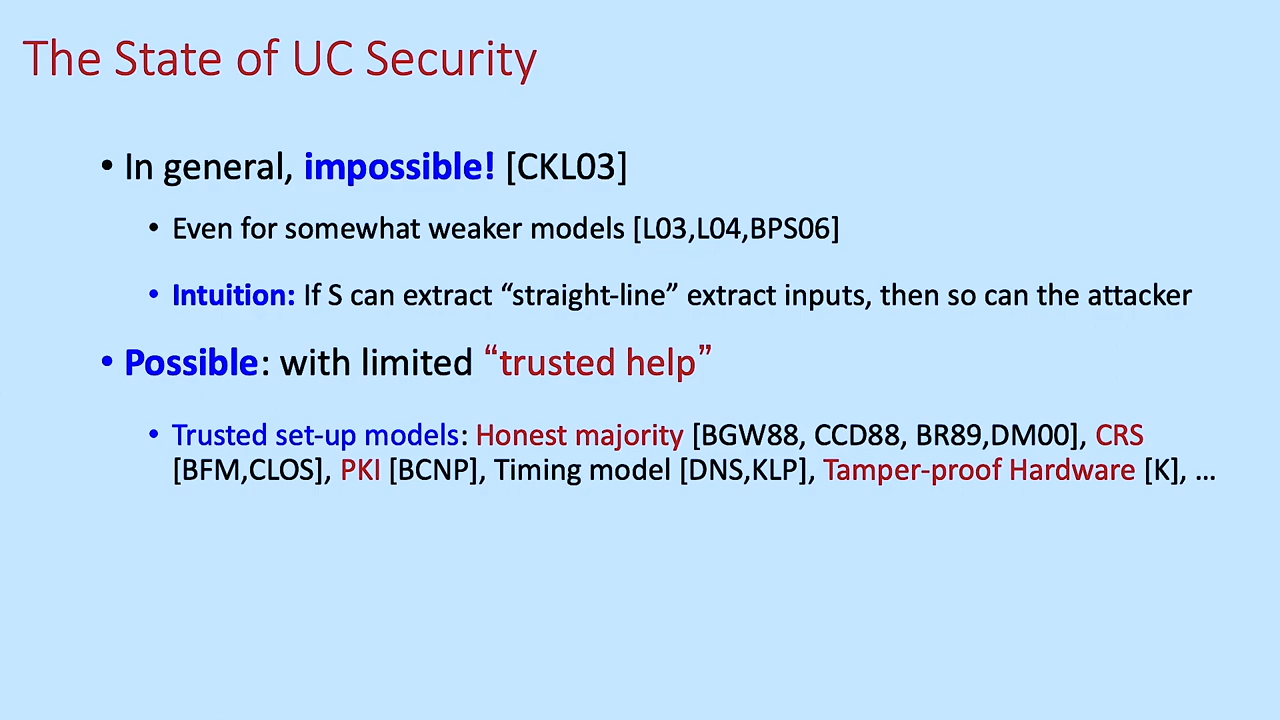 The State of UC Security
• In general, impossible! [CKL03]
• Even for somewhat weaker models [L03,L04,BPS06]
• Intuition: If S can extract “straight-line” extract inputs, then so can the attacker
• Possible: with limited “trusted help”
• Trusted set-up models: Honest majority [BGW88, CCD88, BR89,DM00], CRS
[BFM,CLOS], PKI [BCNP], Timing model [DNS,KLP], Tamper-proof Hardware [K], …